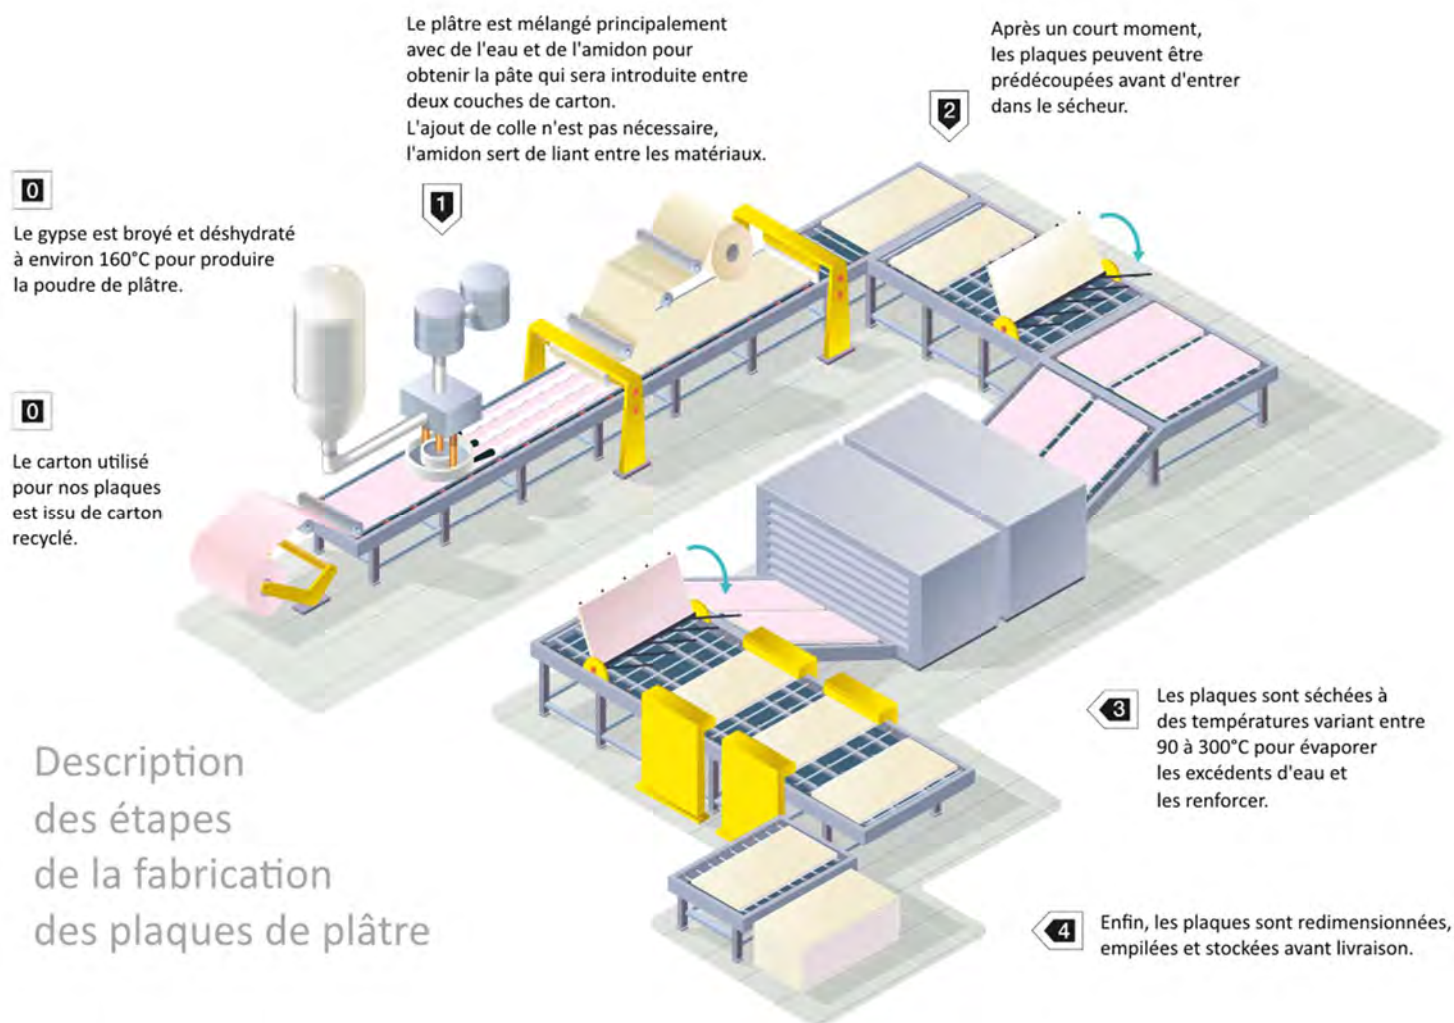 Le plâtre est mélangé principalement
avec de l'eau et de l'amidon pour
obtenir la pâte qui sera introduite entre
deux couches de carton.
L'ajout de colle n'est pas nécessaire,
l'amidon sert de liant entre les matériaux.
1
Après un court moment,
les plaques peuvent être
prédécoupées avant d'entrer
dans le sécheur.
2
0
Le gypse est broyé et déshydraté
à environ 160°C pour produire
la poudre de plâtre.
0
Le carton utilisé
pour nos plaques
est issu de carton
recyclé.
3
Les plaques sont séchées à
des températures variant entre
90 à 300°C pour évaporer
les excédents d'eau et
les renforcer.
Description
des étapes
de la fabrication
des plaques de plâtre
4
Enfin, les plaques sont redimensionnées,
empilées et stockées avant livraison.